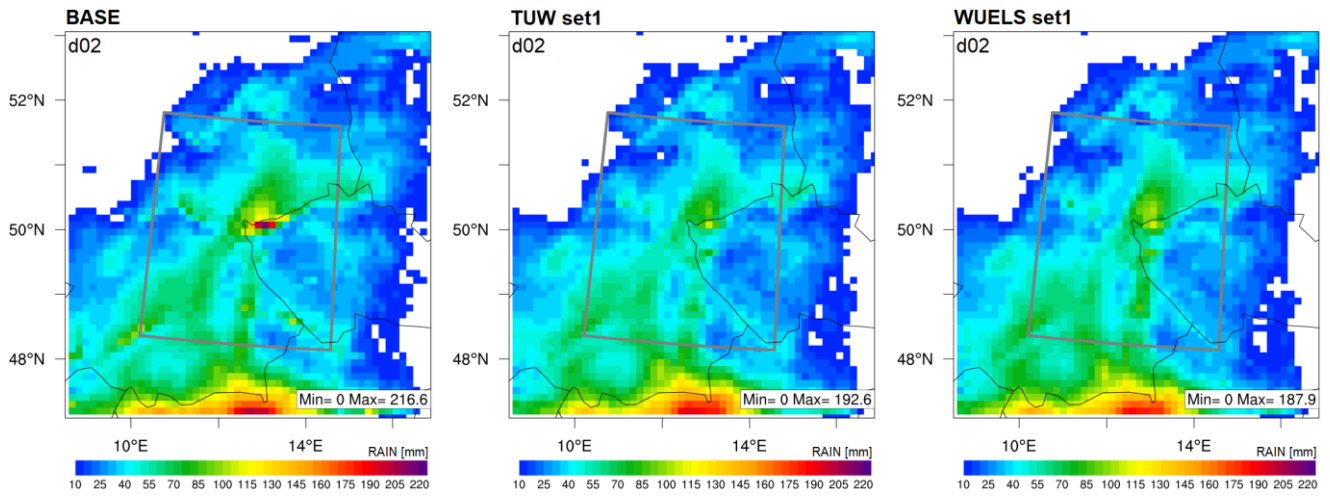 BASE
d02
52°N
50°N
48°N
Min= 0 Max= 216.6
10°E 14°E
RAIN [mm]
10 25 40 55 70 85 100 115 130 145 160 175 190 205 220
TUW set1
d02
52°N
50°N
48°N
Min= 0 Max= 192.6
10°E 14°E
RAIN [mm]
10 25 40 55 70 85 100 115 130 145 160 175 190 205 220
WUELS set1
d02
52°N
50°N
48°N
Min= 0 Max= 187.9
10°E 14°E
RAIN [mm]
10 25 40 55 70 85 100 115 130 145 160 175 190 205 220